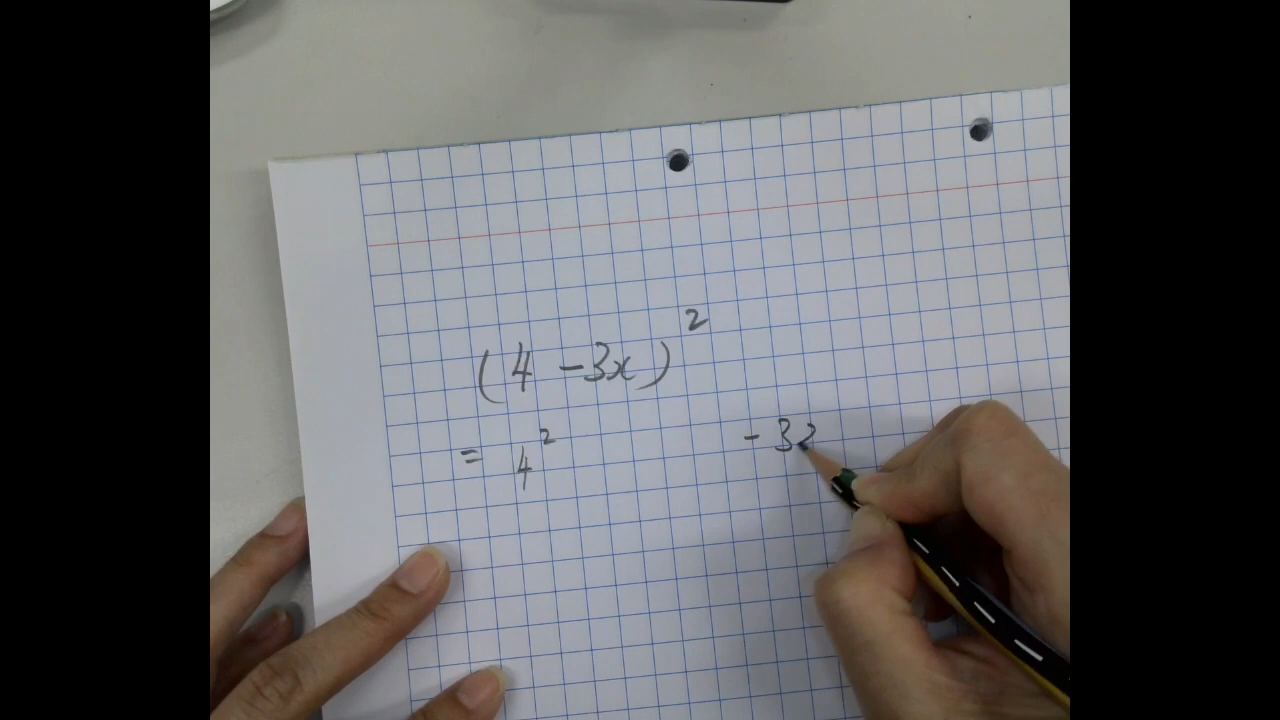 (4 -3x)²
= 4² - 3